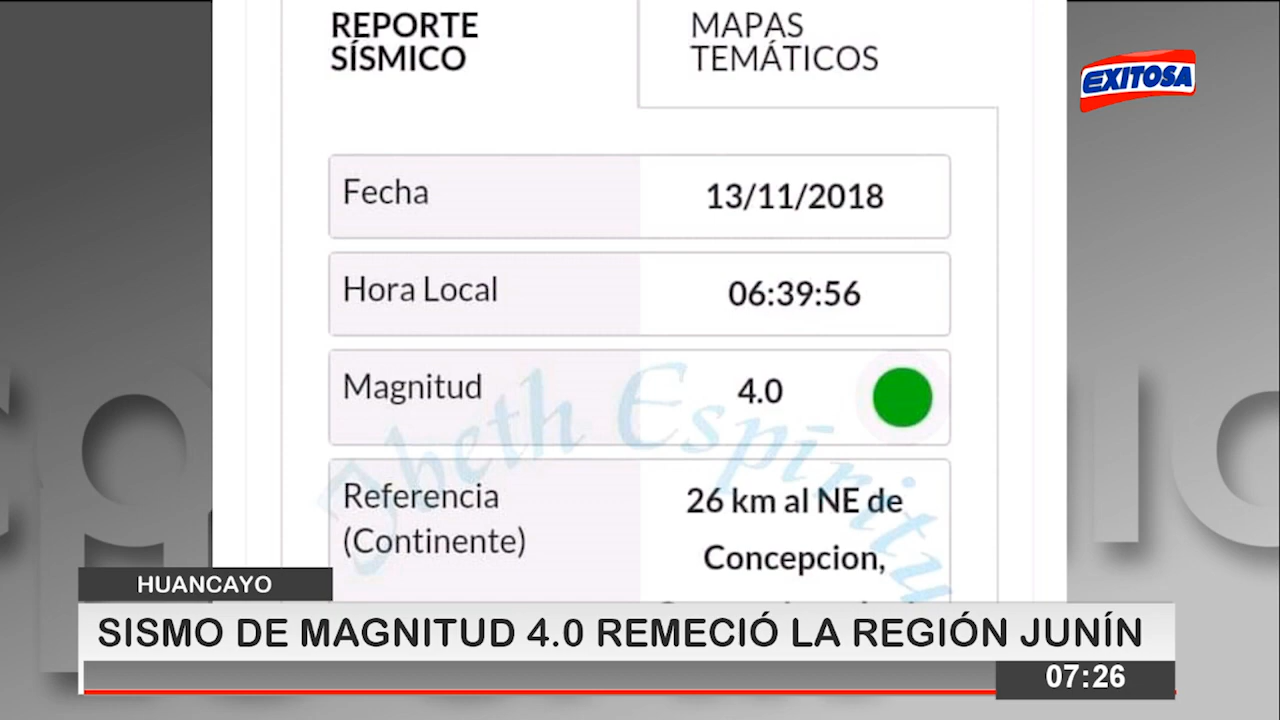 REPORTE
SÍSMICO
MAPAS
TEMÁTICOS
EXITOSA
Fecha
13/11/2018
Hora Local
06:39:56
Magnitud
4.0
Referencia
(Continente)
26 km al NE de
Concepcion,
Espiritu
HUANCAYO
SISMO DE MAGNITUD 4.0 REMECIÓ LA REGIÓN JUNÍN
07:26